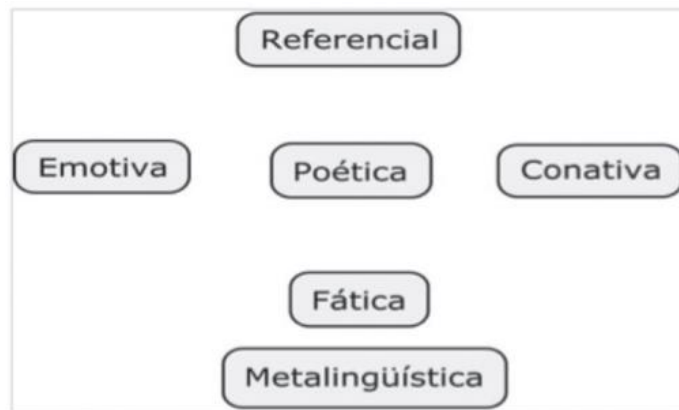 Referencial
Emotiva Poética Conativa
Fática
Metalingüística